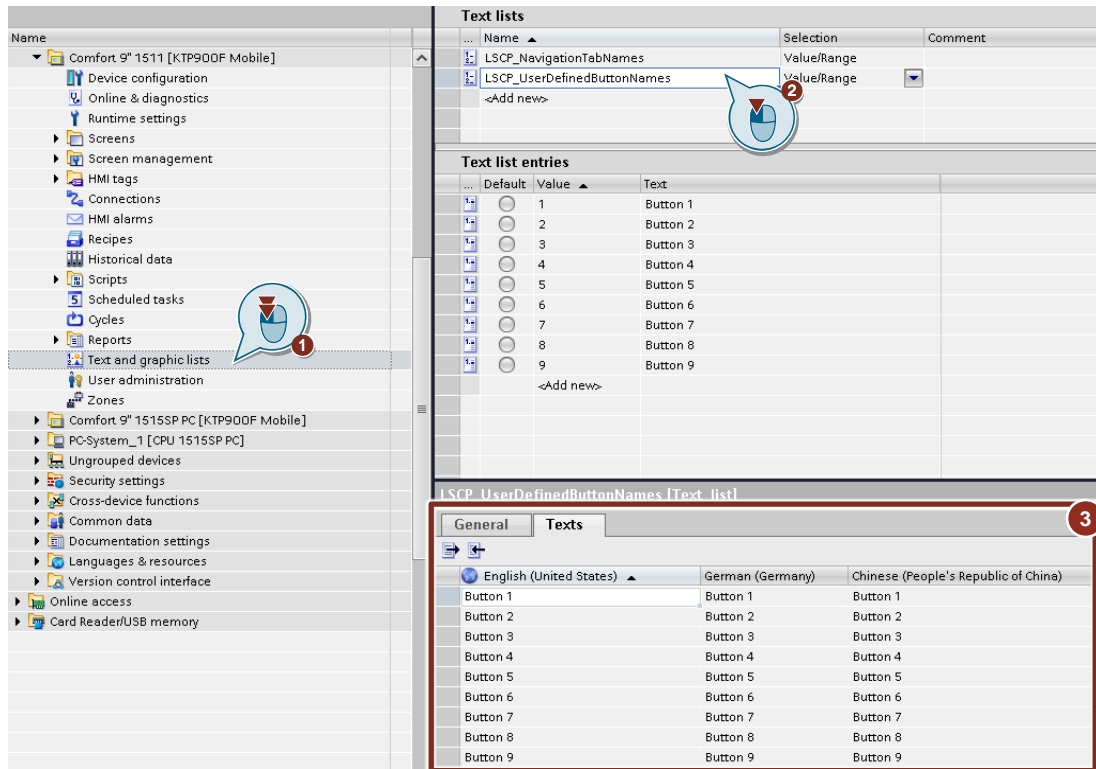 Name
Comfort 9" 1511 [KTP900F Mobile]
Device configuration
Online & diagnostics
Runtime settings
Screens
Screen management
HMI tags
Connections
HMI alarms
Recipes
Historical data
Scripts
5 Scheduled tasks
Cycles
Reports
Text and graphic lists
1
User administration
Zones
Comfort 9" 1515SP PC [KTP900F Mobile]
PC-System_1 [CPU 1515SP PC]
Ungrouped devices
Security settings
Cross-device functions
Common data
Documentation settings
Languages & resources
Version control interface
Online access
Card Reader/USB memory
Text lists
... Name Selection Comment
LSCP_NavigationTabNames Value/Range
LSCP_UserDefinedButtonNames Value/Range
<Add new>
2
Text list entries
... Default Value Text
1 Button 1
2 Button 2
3 Button 3
4 Button 4
5 Button 5
6 Button 6
7 Button 7
8 Button 8
9 Button 9
<Add new>
LSCP_UserDefinedButtonNames [Text_list]
General Texts
3
English (United States) German (Germany) Chinese (People's Republic of China)
Button 1 Button 1 Button 1
Button 2 Button 2 Button 2
Button 3 Button 3 Button 3
Button 4 Button 4 Button 4
Button 5 Button 5 Button 5
Button 6 Button 6 Button 6
Button 7 Button 7 Button 7
Button 8 Button 8 Button 8
Button 9 Button 9 Button 9